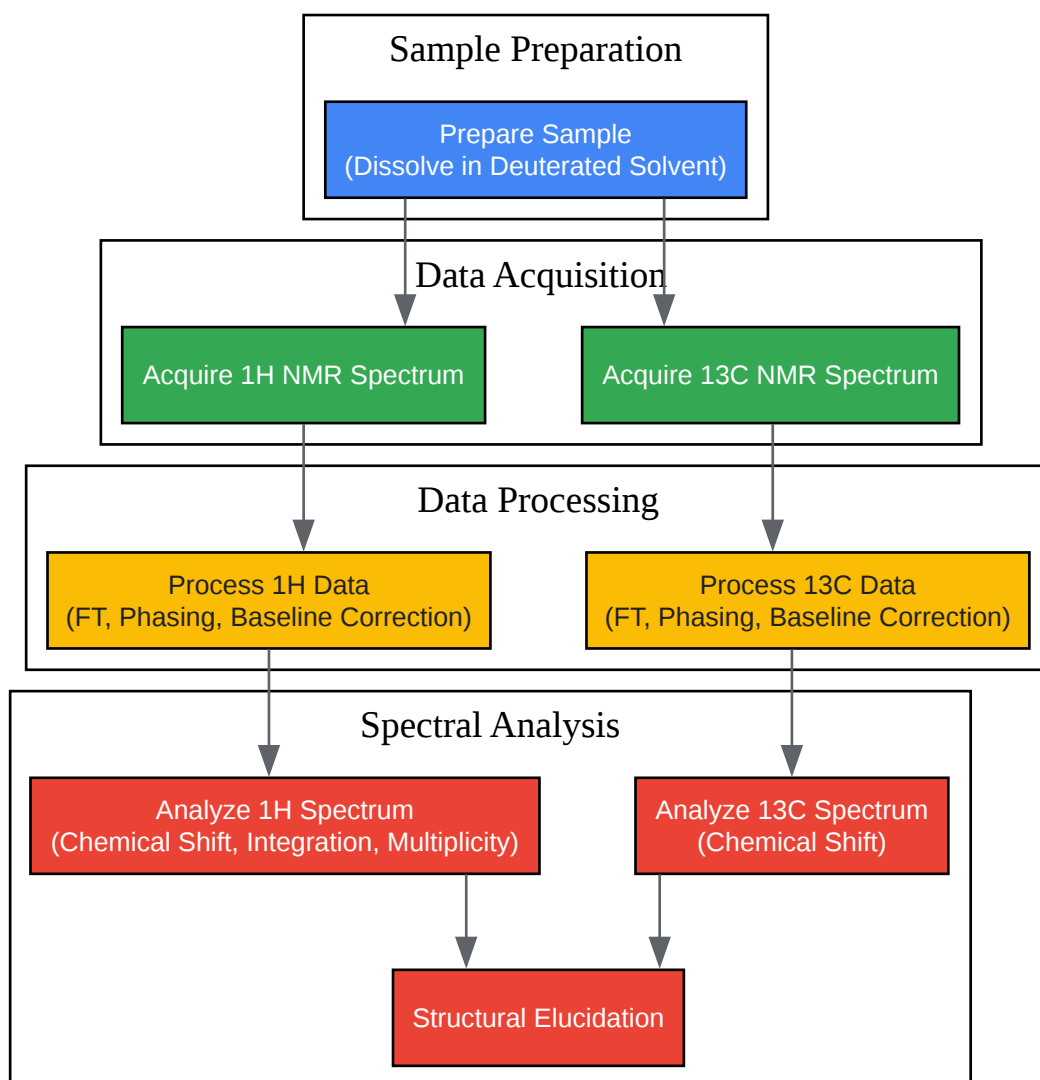 Sample Preparation
Prepare Sample
(Dissolve in Deuterated Solvent)
Data Acquisition
Acquire 1H NMR Spectrum
Acquire 13C NMR Spectrum
Data Processing
Process 1H Data
(FT, Phasing, Baseline Correction)
Process 13C Data
(FT, Phasing, Baseline Correction)
Spectral Analysis
Analyze 1H Spectrum
(Chemical Shift, Integration, Multiplicity)
Analyze 13C Spectrum
(Chemical Shift)
Structural Elucidation